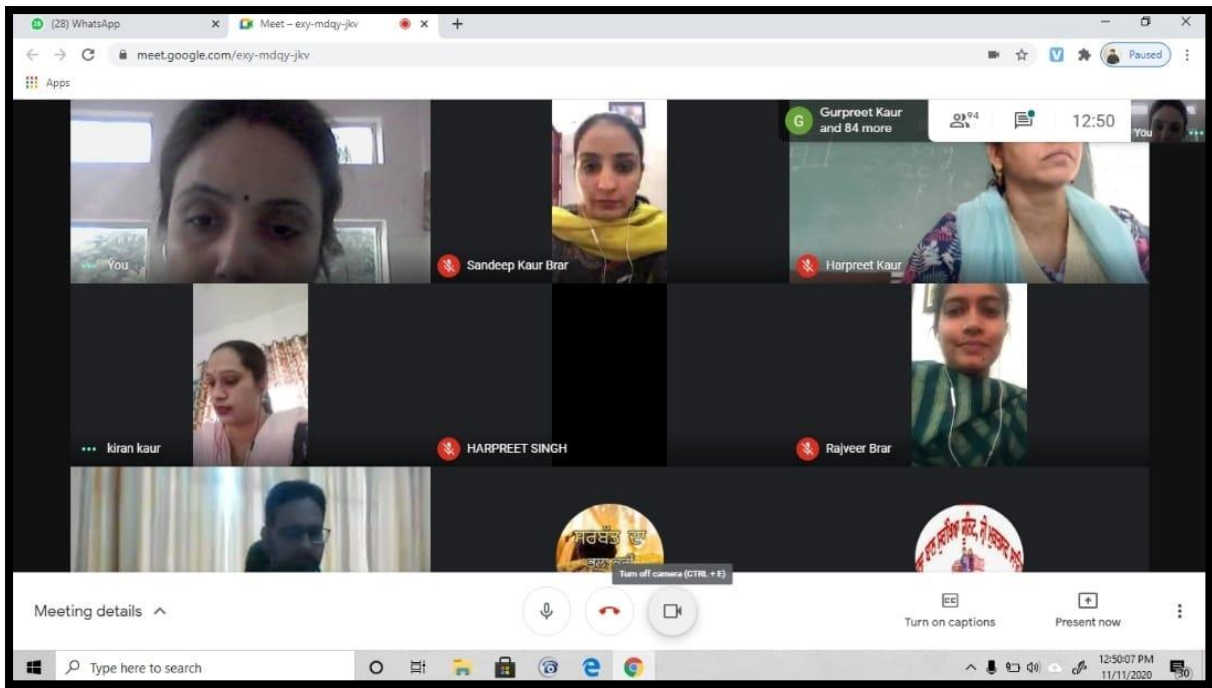 (28) WhatsApp
Meet – exy-mdqy-jkv
meet.google.com/exy-mdqy-jkv
Paused
Apps
Gurpreet Kaur
and 84 more
G
94
12:50
You
You
Sandeep Kaur Brar
Harpreet Kaur
kiran kaur
HARPREET SINGH
Rajveer Brar
ਸਰਬੱਤ ਦਾ
Turn off camera (CTRL + E)
Meeting details
CC
Turn on captions
Present now
Type here to search
12:50:07 PM
11/11/2020
30